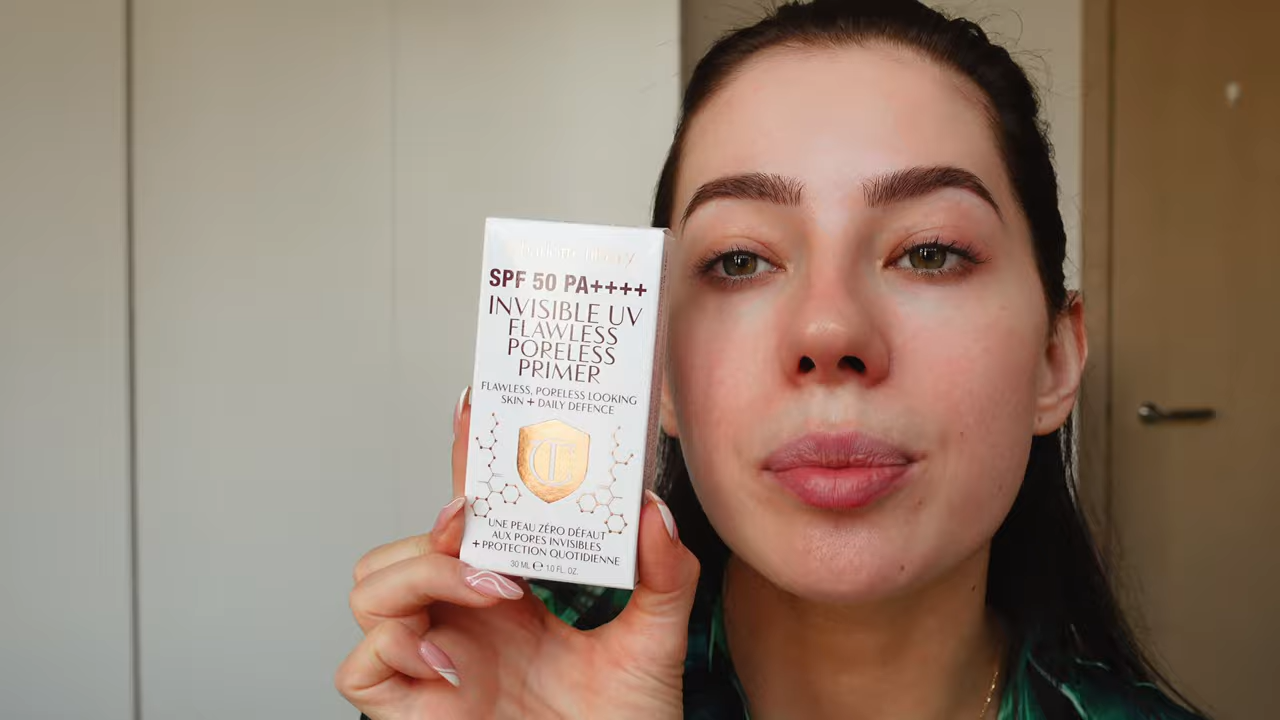 SPF 50 PA++++
INVISIBLE UV
FLAWLESS
PORELESS
PRIMER
FLAWLESS, PORELESS LOOKING
SKIN + DAILY DEFENCE
CT
UNE PEAU ZÉRO DÉFAUT
AUX PORES INVISIBLES
+ PROTECTION QUOTIDIENNE
30 ML ℮ 1.0 FL. OZ.